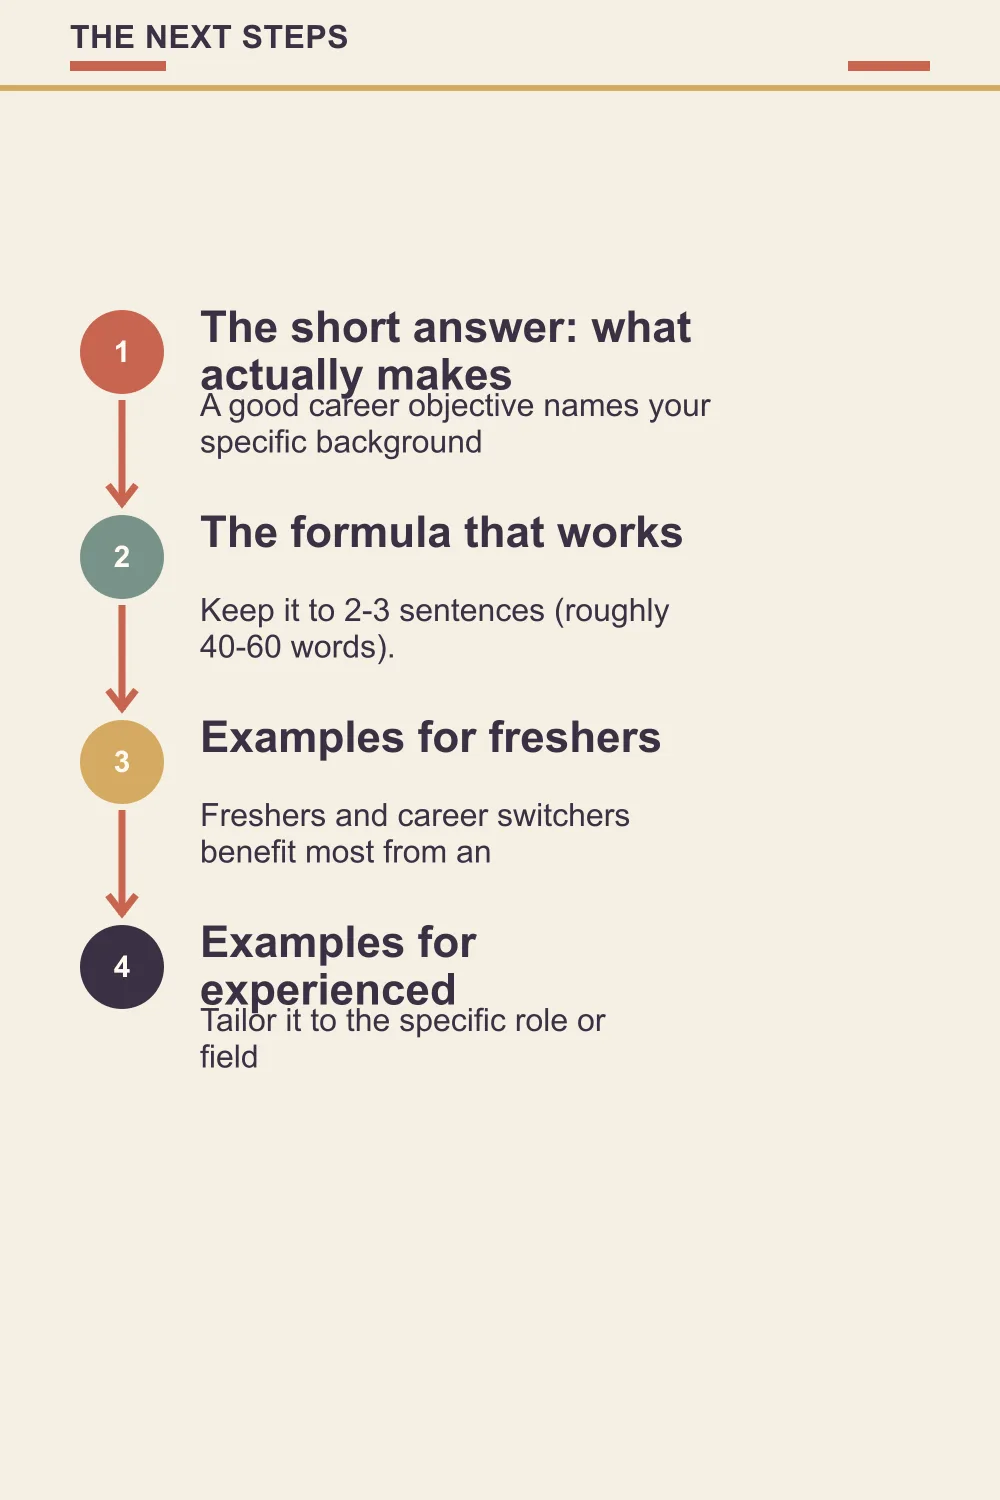 THE NEXT STEPS
1
The short answer: what
actually makes
A good career objective names your
specific background
2
The formula that works
Keep it to 2-3 sentences (roughly
40-60 words).
3
Examples for freshers
Freshers and career switchers
benefit most from an
4
Examples for
experienced
Tailor it to the specific role or
field